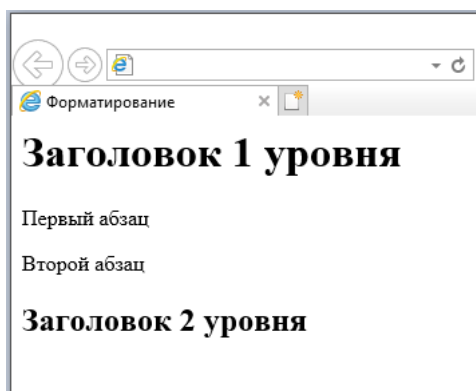 Форматирование
Заголовок 1 уровня
Первый абзац
Второй абзац
Заголовок 2 уровня